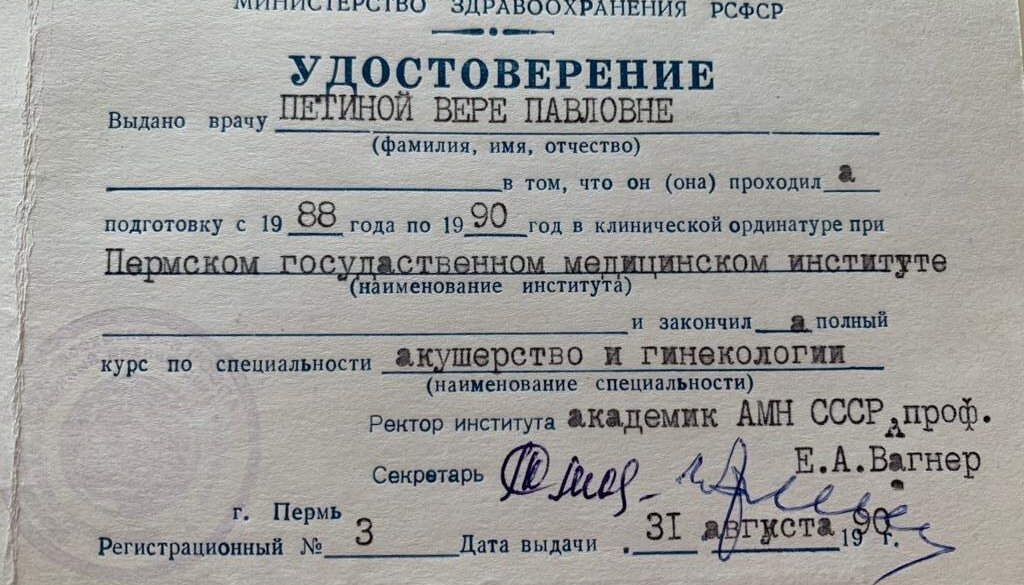 МИНИСТЕРСТВО ЗДРАВООХРАНЕНИЯ РСФСР
УДОСТОВЕРЕНИЕ
Выдано врачу ПЕТИНОЙ ВЕРЕ ПАВЛОВНЕ
(фамилия, имя, отчество)
в том, что он (она) проходил а
подготовку с 19 88 года по 19 90 год в клинической ординатуре при
Пермском государственном медицинском институте
(наименование института)
и закончил а полный
курс по специальности акушерство и гинекологии
(наименование специальности)
Ректор института академик АМН СССР, проф.
Секретарь Е.А.Вагнер
г. Пермь
Регистрационный № 3 Дата выдачи 31 августа 1990 г.